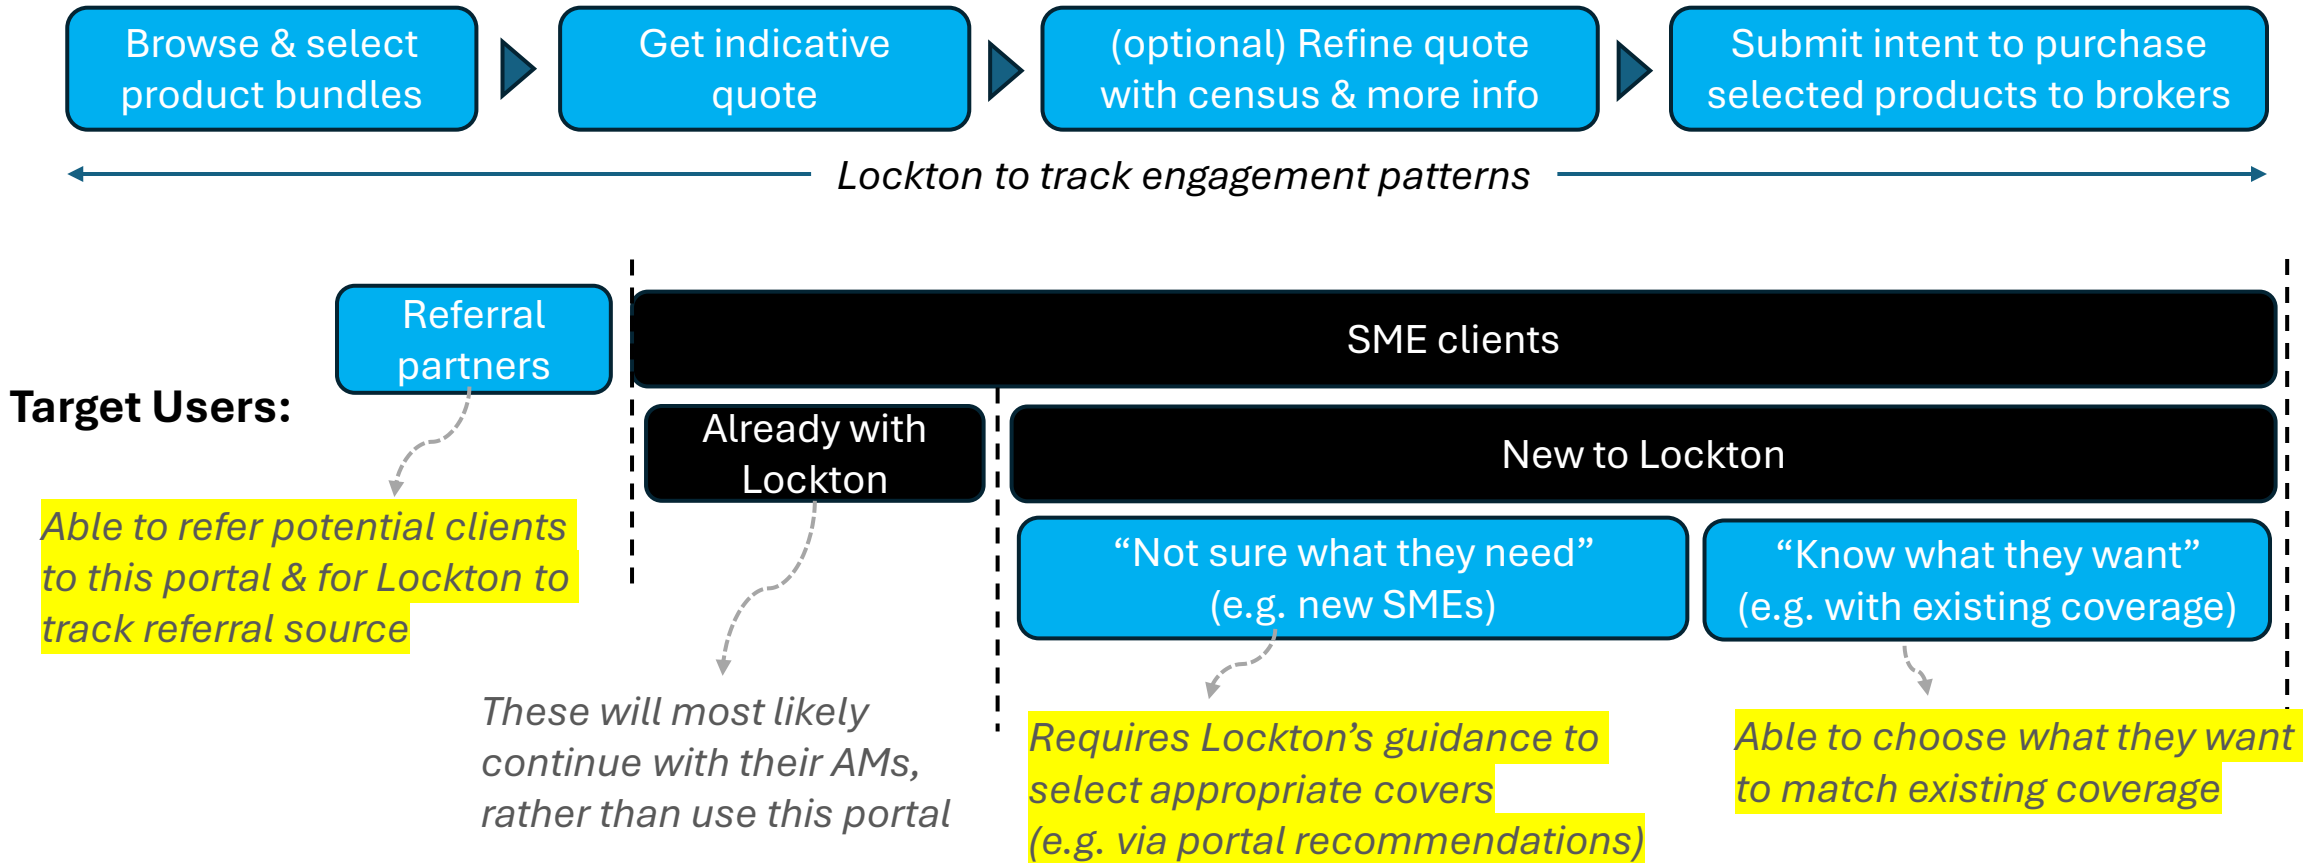 Browse & select
product bundles
Get indicative
quote
(optional) Refine quote
with census & more info
Submit intent to purchase
selected products to brokers
Lockton to track engagement patterns
Target Users:
Referral
partners
SME clients
Already with
Lockton
New to Lockton
“Not sure what they need”
(e.g. new SMEs)
“Know what they want”
(e.g. with existing coverage)
Able to refer potential clients
to this portal & for Lockton to
track referral source
These will most likely
continue with their AMs,
rather than use this portal
Requires Lockton’s guidance to
select appropriate covers
(e.g. via portal recommendations)
Able to choose what they want
to match existing coverage